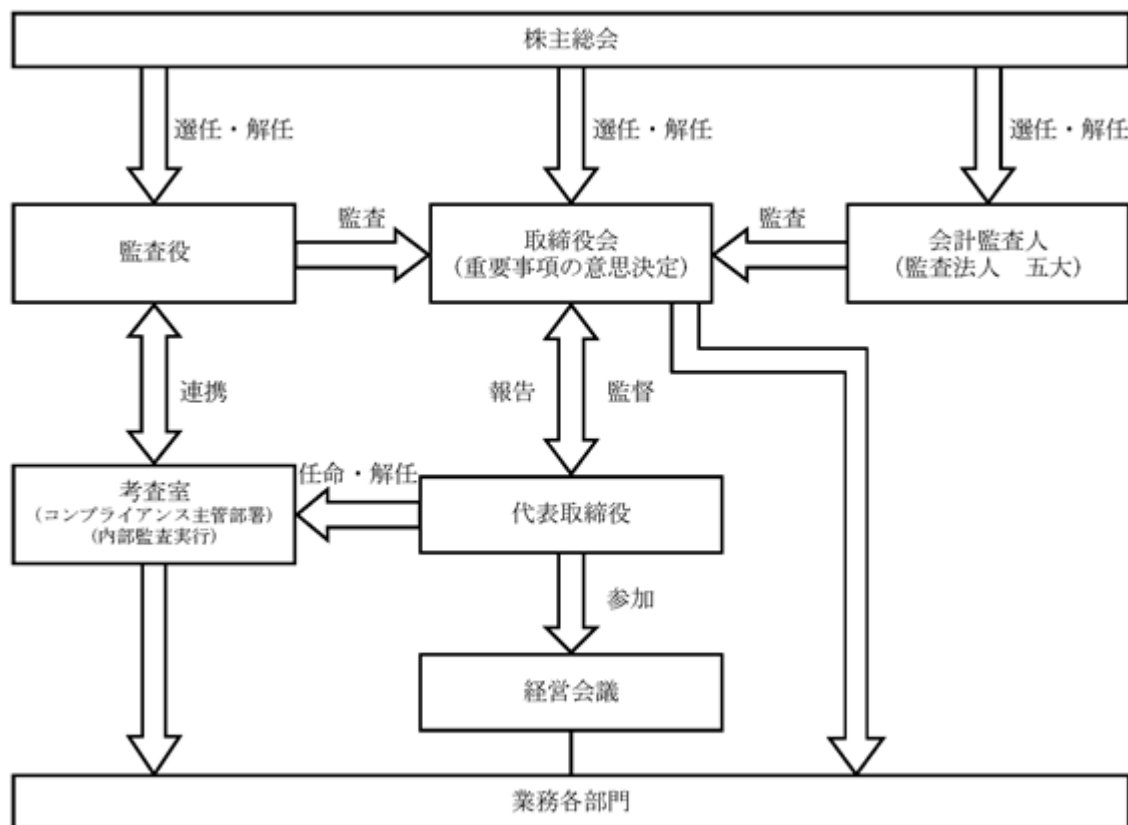 株主総会
選任・解任
選任・解任
選任・解任
監査役
監査
取締役会
(重要事項の意思決定)
監査
会計監査人
(監査法人　五大)
連携
報告
監督
考査室
(コンプライアンス主管部署)
(内部監査実行)
任命・解任
代表取締役
参加
経営会議
業務各部門